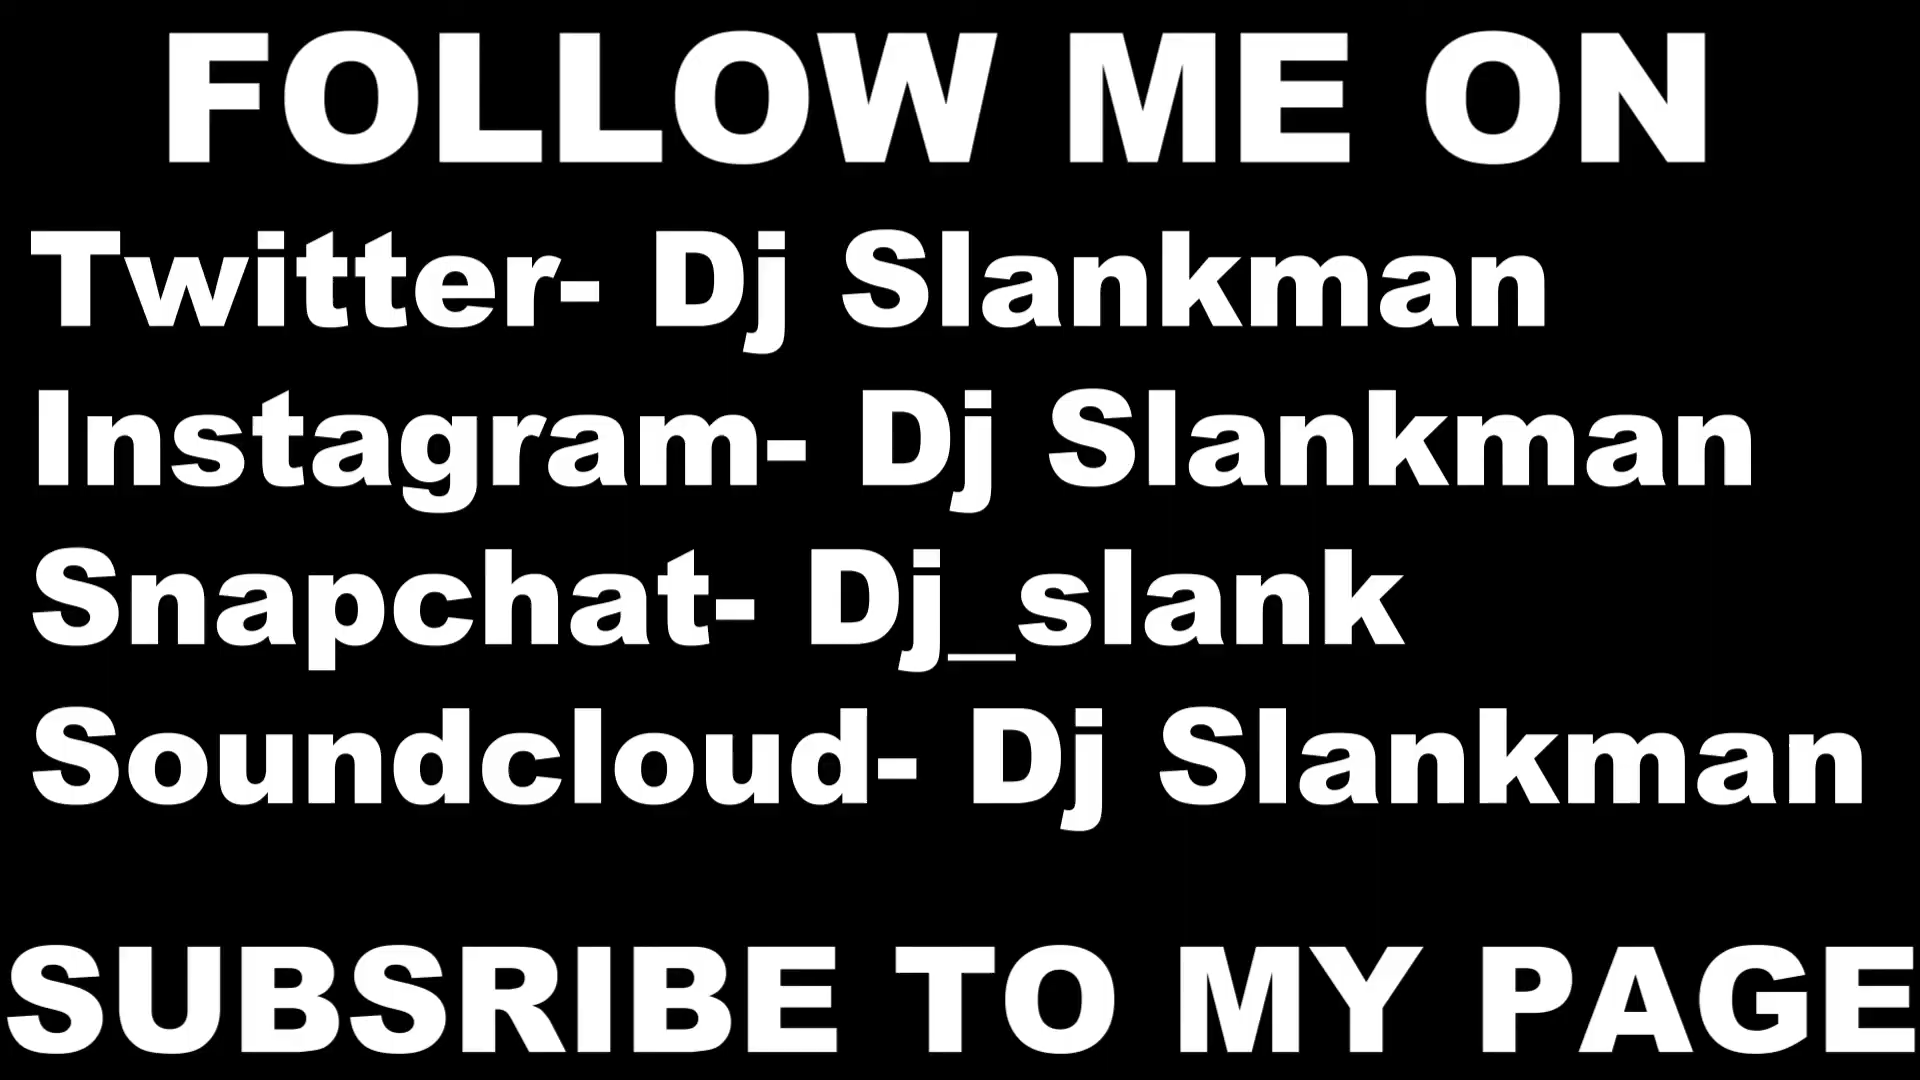 FOLLOW ME ON
Twitter- Dj Slankman
Instagram- Dj Slankman
Snapchat- Dj_slank
Soundcloud- Dj Slankman
SUBSRIBE TO MY PAGE